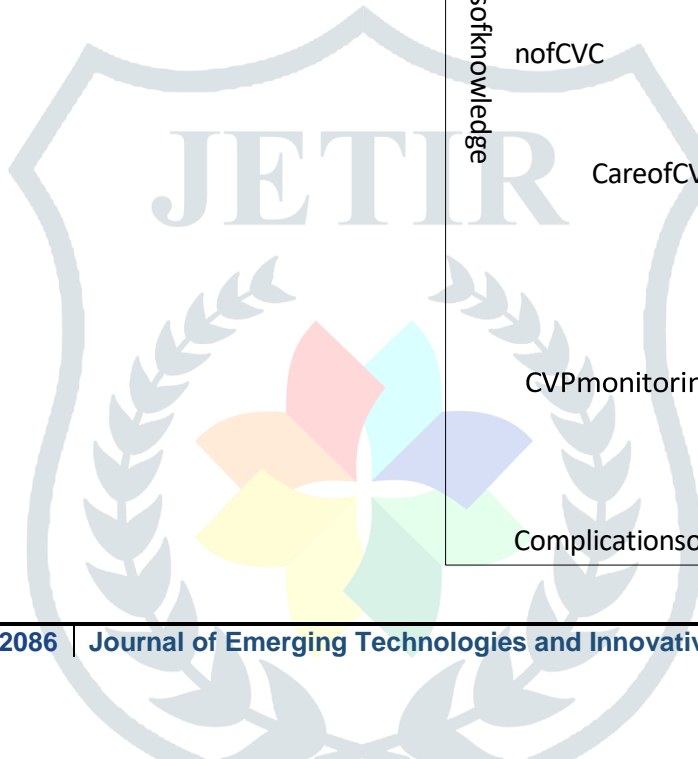 sofknowledge
nofCVC
JETIR
CareofCV
CVPmonitorin
Complicationso
2086 Journal of Emerging Technologies and Innovativ